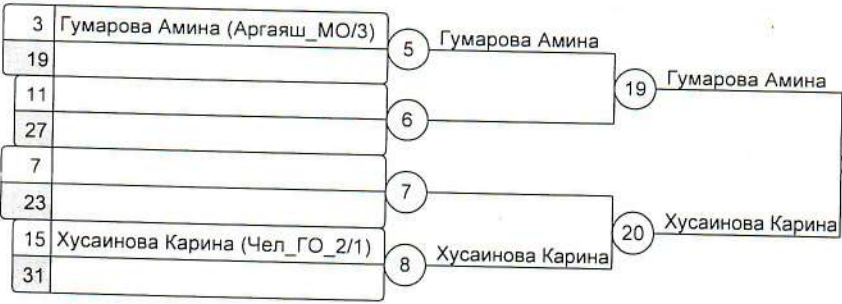 3 Гумарова Амина (Аргаяш_МО/3)
5 Гумарова Амина
19
19 Гумарова Амина
11
6
27
7
7
23
20 Хусаинова Карина
15 Хусаинова Карина (Чел_ГО_2/1)
8 Хусаинова Карина
31